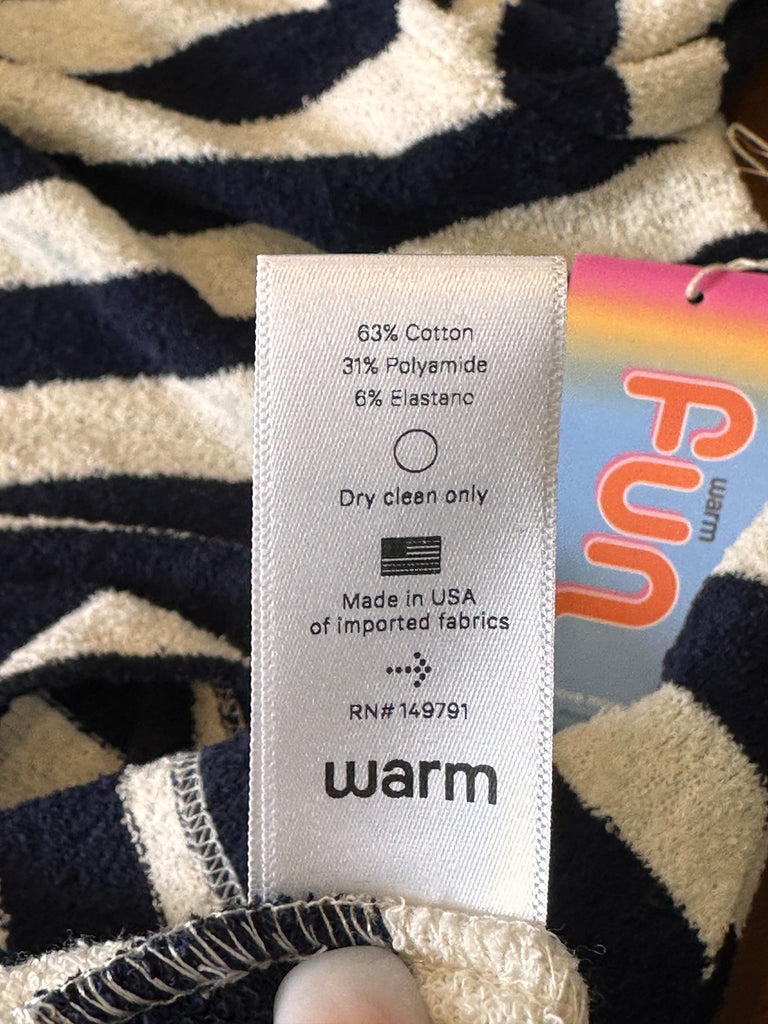 63% Cotton
31% Polyamide
6% Elastane
Dry clean only
Made in USA
of imported fabrics
RN# 149791
warm
FUN
warm